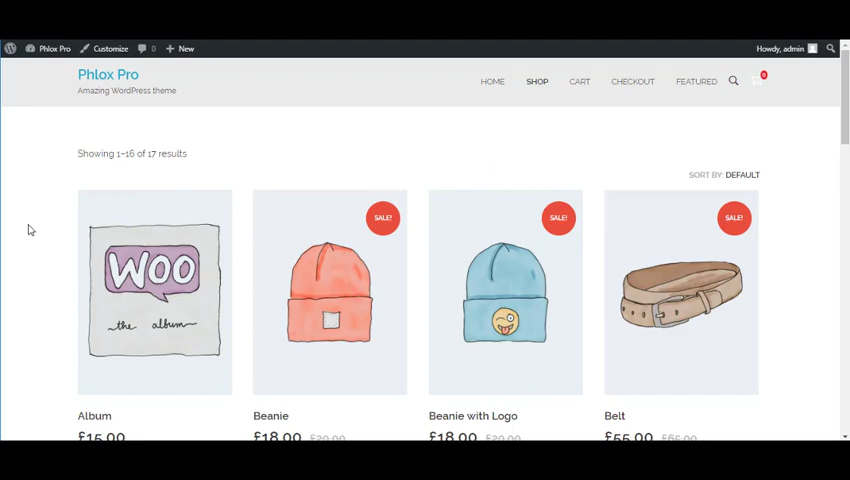 Phlox Pro Customize 0 New Howdy, admin
Phlox Pro
Amazing WordPress theme
HOME SHOP CART CHECKOUT FEATURED 0
Showing 1–16 of 17 results
SORT BY: DEFAULT
SALE! SALE! SALE!
WOO
~the album~
Album Beanie Beanie with Logo Belt
£15.00 £18.00 £20.00 £18.00 £20.00 £55.00 £65.00